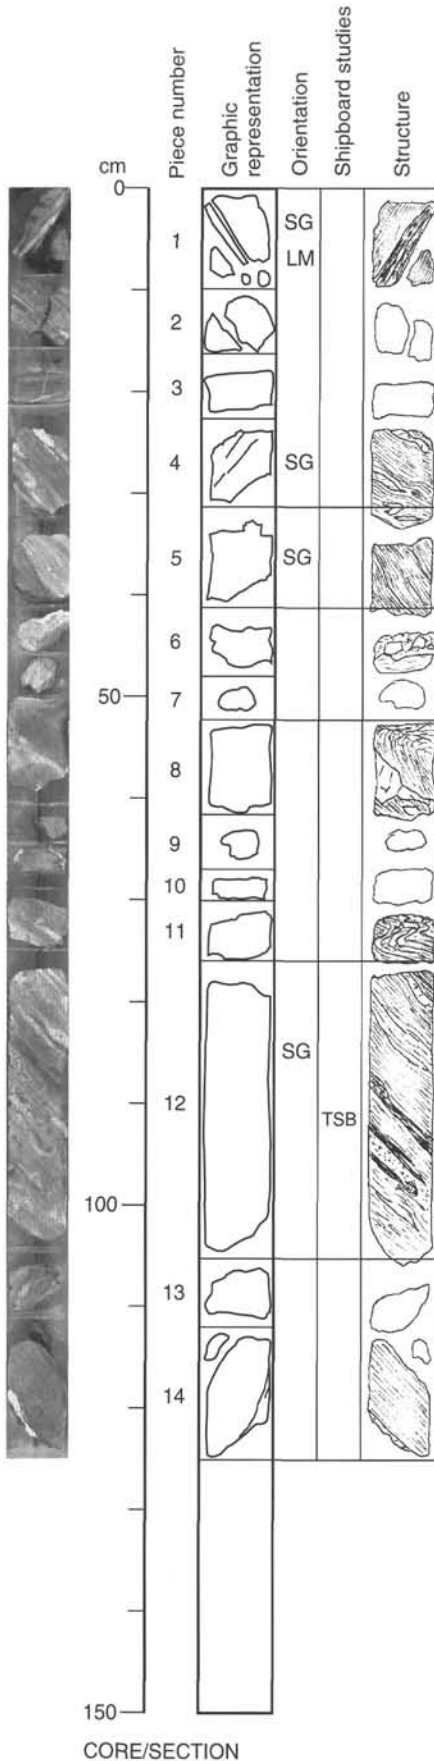 cm
Piece number
Graphic
representation
Orientation
Shipboard studies
Structure
0
1
SG
LM
2
3
4
SG
5
SG
6
50
7
8
9
10
11
SG
12
TSB
100
13
14
150
CORE/SECTION